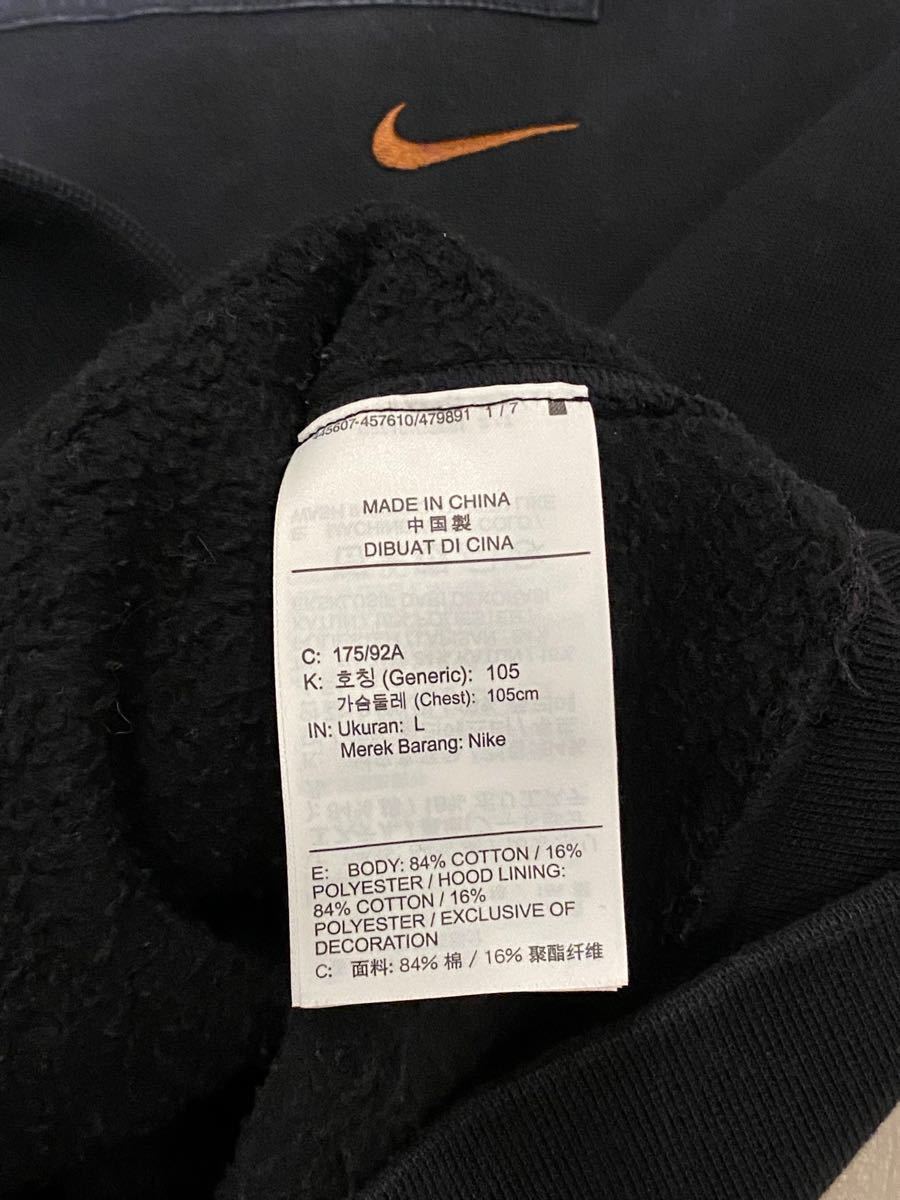 457610/479891 1 / 7
MADE IN CHINA
中国製
DIBUAT DI CINA
C: 175/92A
K: 호칭 (Generic): 105
가슴둘레 (Chest): 105cm
IN: Ukuran: L
Merek Barang: Nike
E: BODY: 84% COTTON / 16%
POLYESTER / HOOD LINING:
84% COTTON / 16%
POLYESTER / EXCLUSIVE OF
DECORATION
C: 面料: 84% 棉 / 16% 聚酯纤维